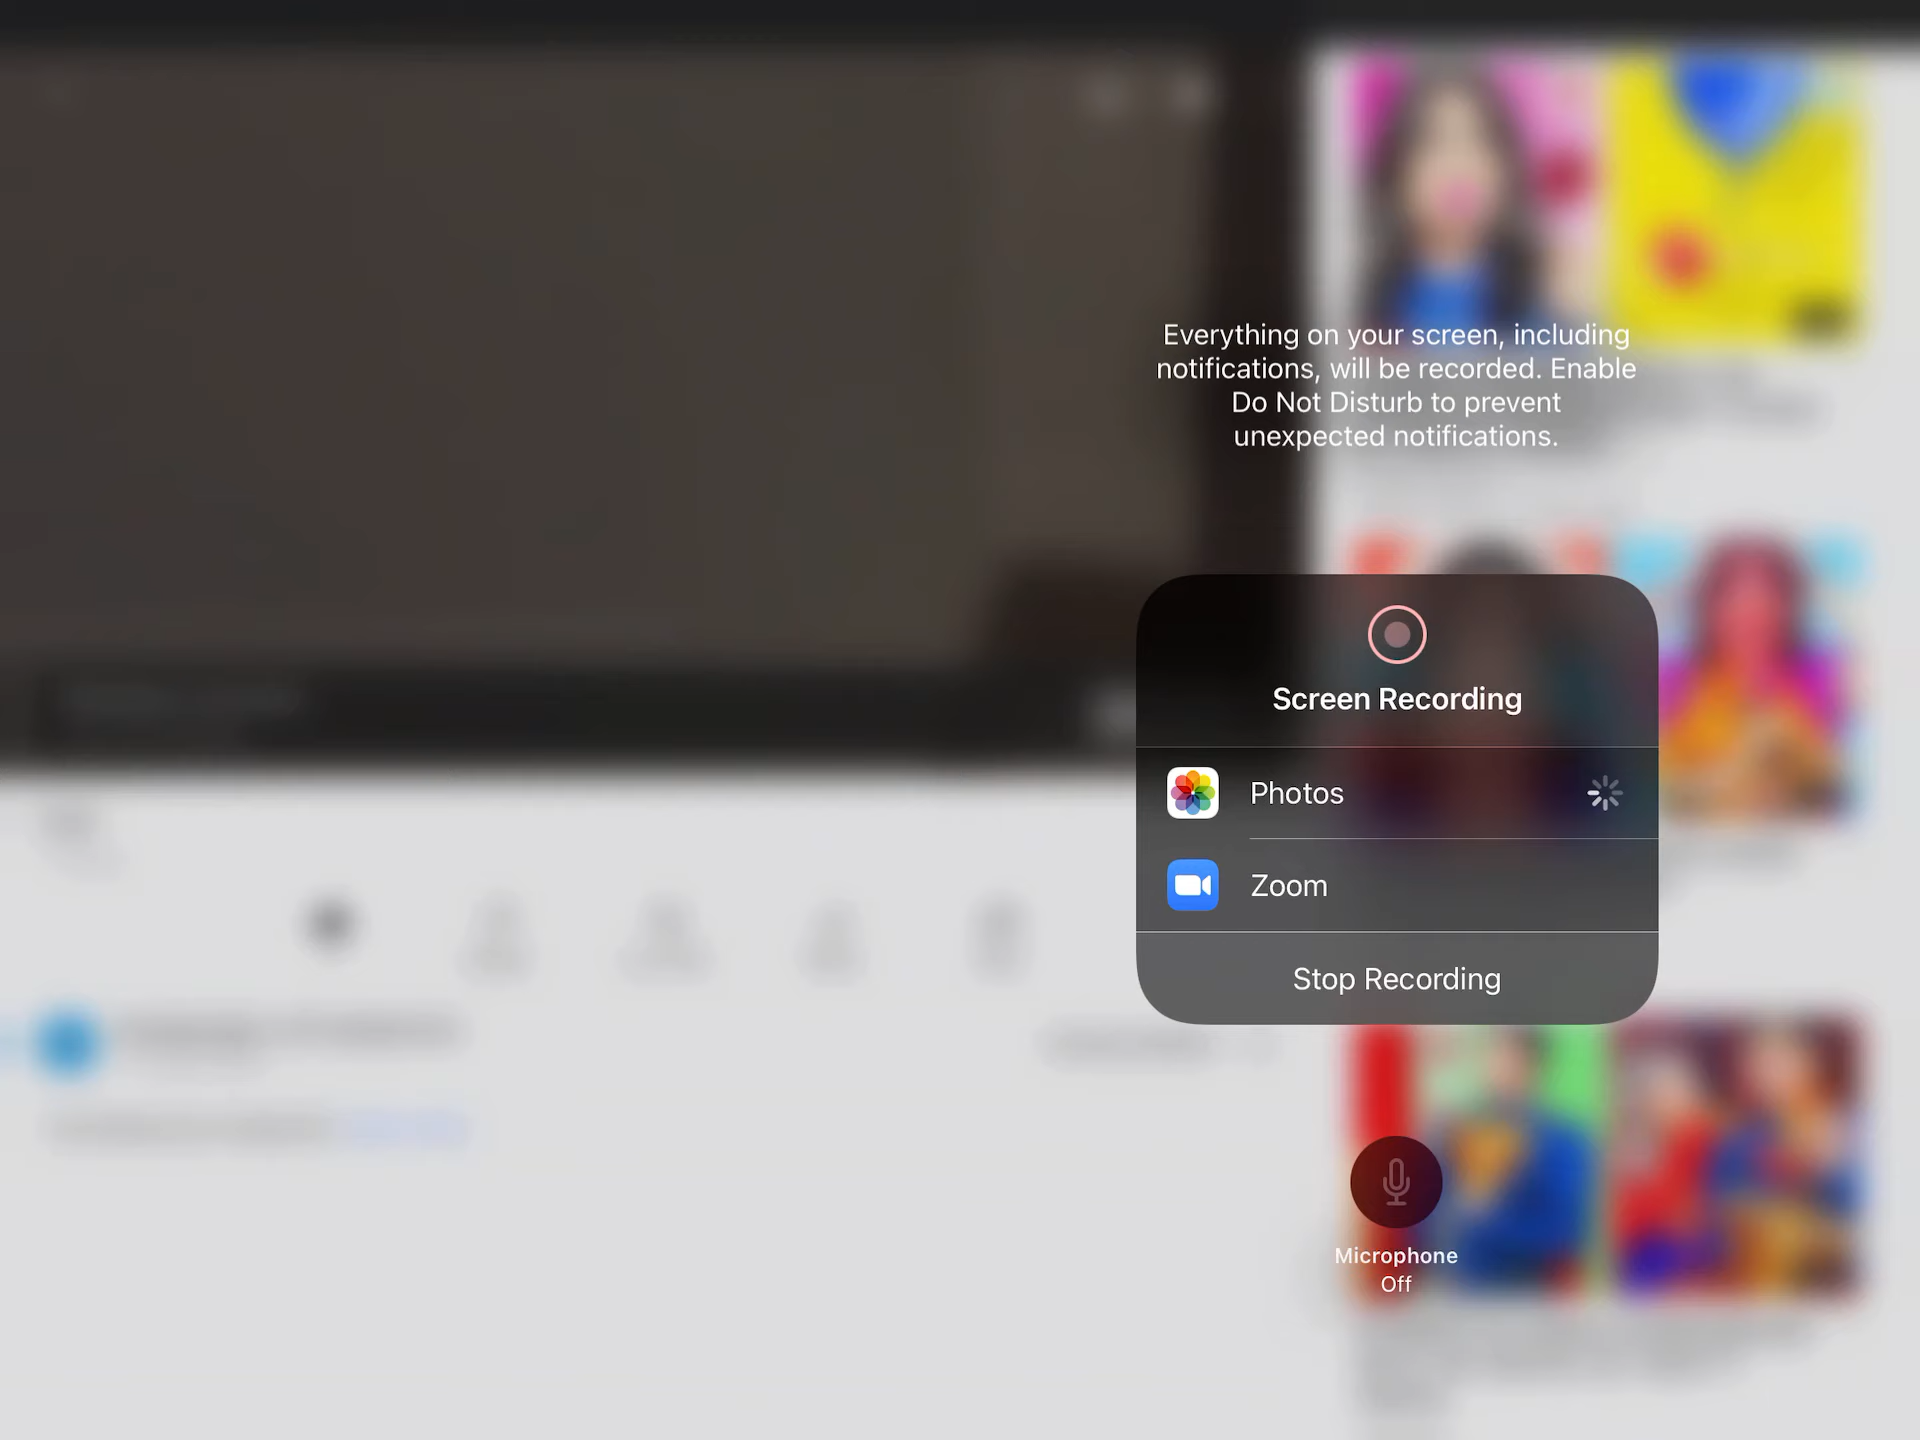 Everything on your screen, including
notifications, will be recorded. Enable
Do Not Disturb to prevent
unexpected notifications.
Screen Recording
Photos
Zoom
Stop Recording
Microphone
Off